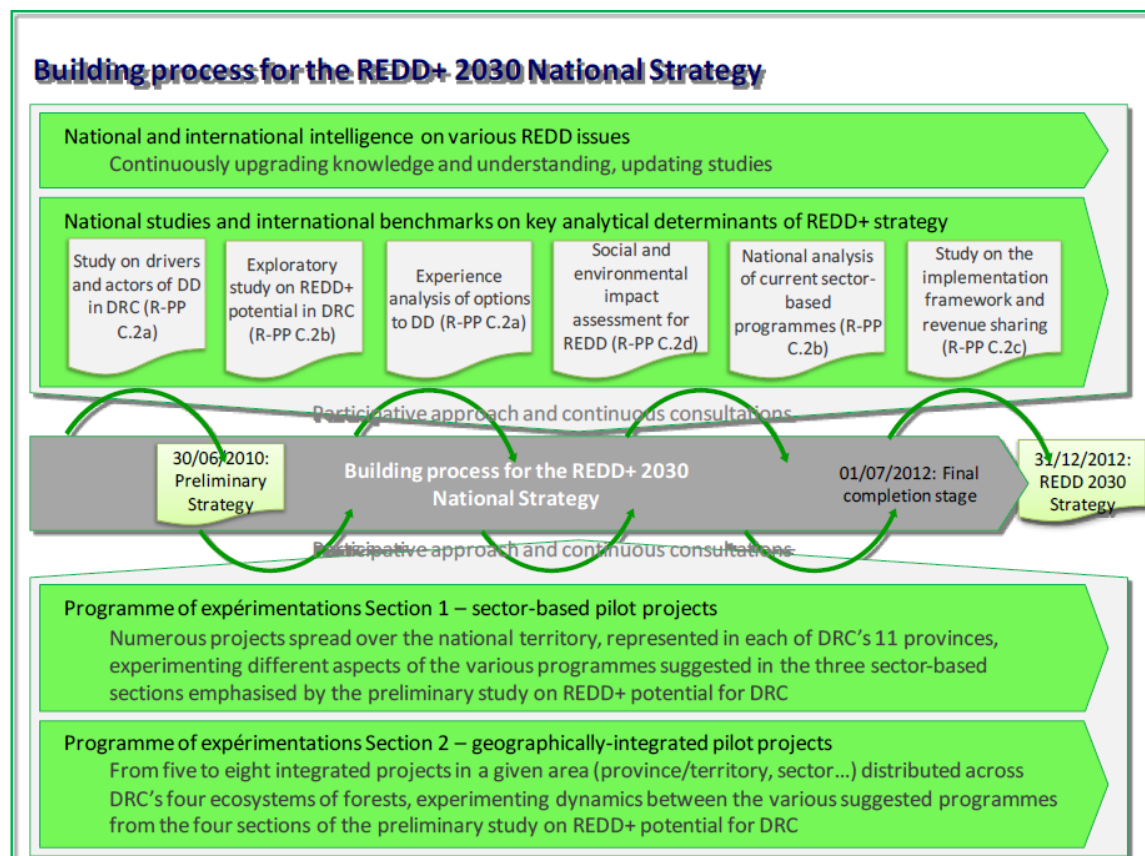 Building process for the REDD+ 2030 National Strategy
National and international intelligence on various REDD issues
Continuously upgrading knowledge and understanding, updating studies
National studies and international benchmarks on key analytical determinants of REDD+ strategy
Study on drivers
and actors of DD
in DRC (R-PP
C.2a)
Exploratory
study on REDD+
potential in DRC
(R-PP C.2b)
Experience
analysis of options
to DD (R-PP C.2a)
Social and
environmental
impact
assessment for
REDD (R-PP C.2d)
National analysis
of current sector-
based
programmes (R-PP
C.2b)
Study on the
implementation
framework and
revenue sharing
(R-PP C.2c)
Participative approach and continuous consultations
30/06/2010:
Preliminary
Strategy
Building process for the REDD+ 2030
National Strategy
01/07/2012: Final
completion stage
31/12/2012:
REDD 2030
Strategy
Participative approach and continuous consultations
Programme of expérimentations Section 1 – sector-based pilot projects
Numerous projects spread over the national territory, represented in each of DRC's 11 provinces,
experimenting different aspects of the various programmes suggested in the three sector-based
sections emphasised by the preliminary study on REDD+ potential for DRC
Programme of expérimentations Section 2 – geographically-integrated pilot projects
From five to eight integrated projects in a given area (province/territory, sector…) distributed across
DRC's four ecosystems of forests, experimenting dynamics between the various suggested programmes
from the four sections of the preliminary study on REDD+ potential for DRC